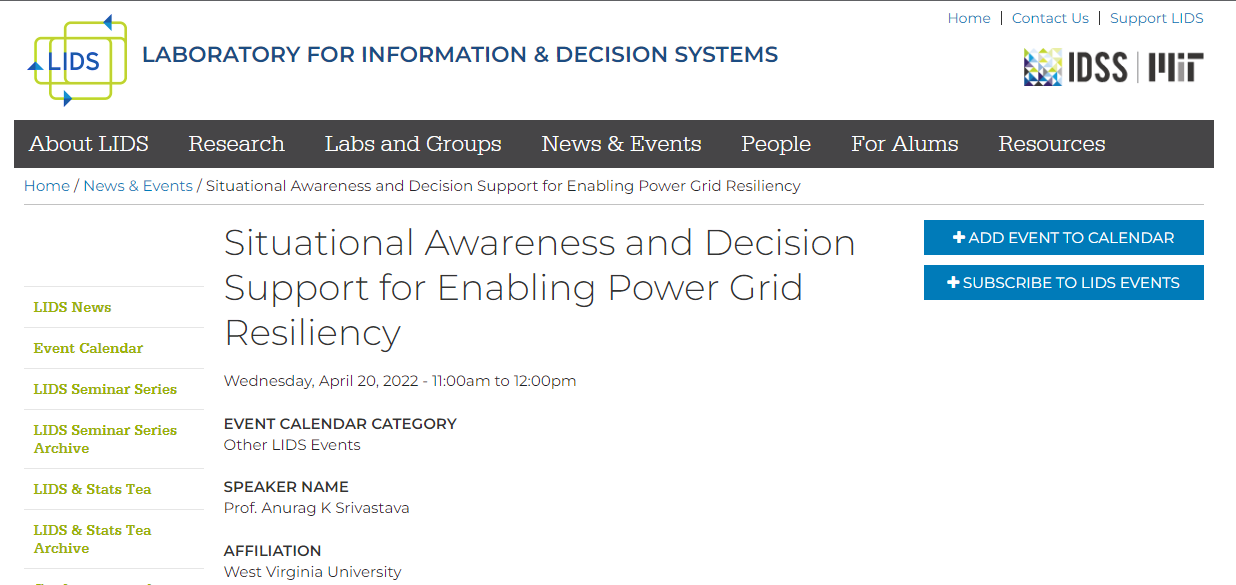 Home | Contact Us | Support LIDS
LIDS
LABORATORY FOR INFORMATION & DECISION SYSTEMS
IDSS | MIT
About LIDS Research Labs and Groups News & Events People For Alums Resources
Home / News & Events / Situational Awareness and Decision Support for Enabling Power Grid Resiliency
LIDS News
Event Calendar
LIDS Seminar Series
LIDS Seminar Series
Archive
LIDS & Stats Tea
LIDS & Stats Tea
Archive
Situational Awareness and Decision
Support for Enabling Power Grid
Resiliency
Wednesday, April 20, 2022 - 11:00am to 12:00pm
EVENT CALENDAR CATEGORY
Other LIDS Events
SPEAKER NAME
Prof. Anurag K Srivastava
AFFILIATION
West Virginia University
+ ADD EVENT TO CALENDAR
+ SUBSCRIBE TO LIDS EVENTS